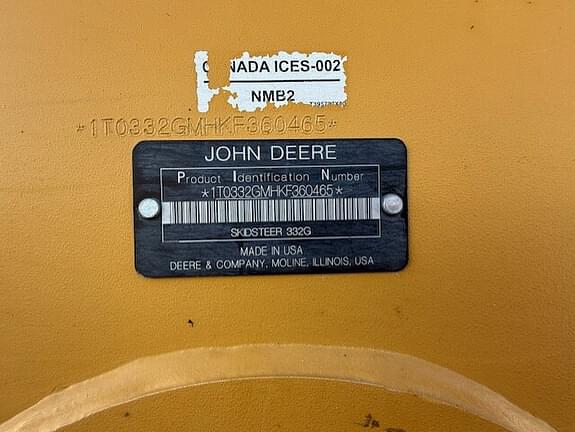 CANADA ICES-002
NMB2
*1T0332GMHKF360465*
JOHN DEERE
Product Identification Number
*1T0332GMHKF360465*
SKIDSTEER 332G
MADE IN USA
DEERE & COMPANY, MOLINE, ILLINOIS, USA